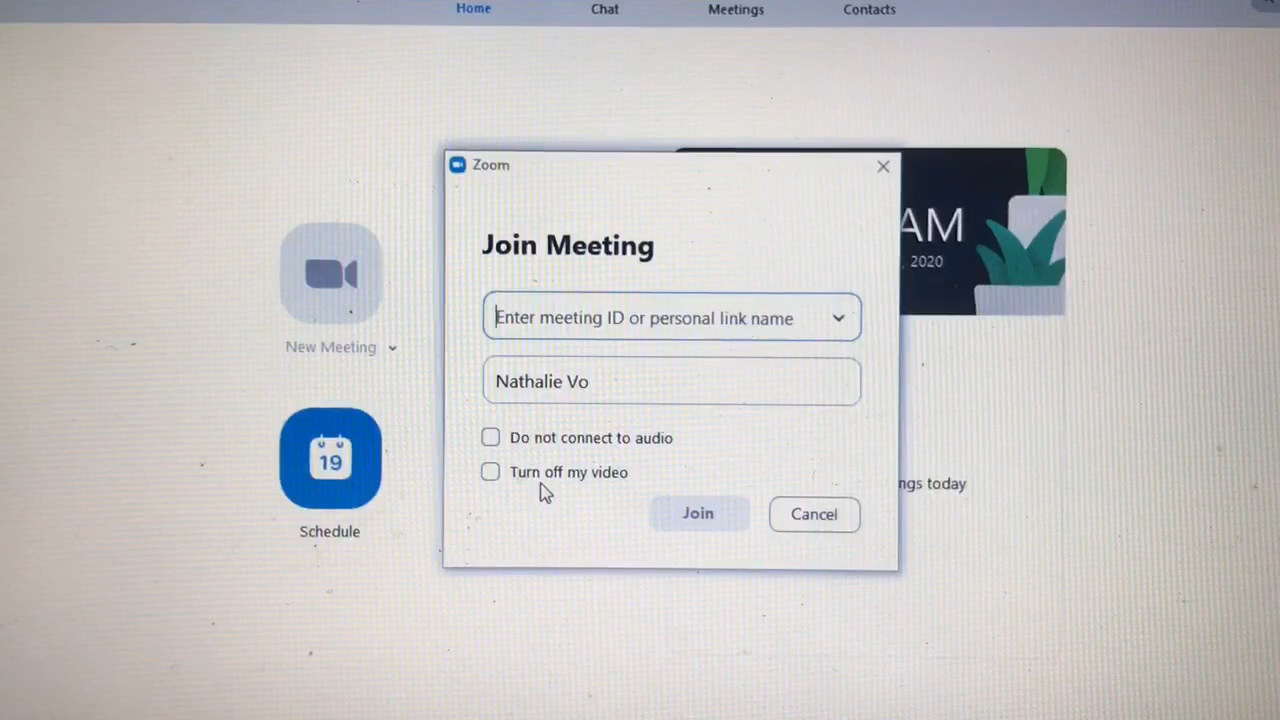 Home
Chat
Meetings
Contacts
Zoom
Join Meeting
Enter meeting ID or personal link name
Nathalie Vo
Do not connect to audio
Turn off my video
Join
Cancel
New Meeting
19
Schedule
AM
2020
ngs today